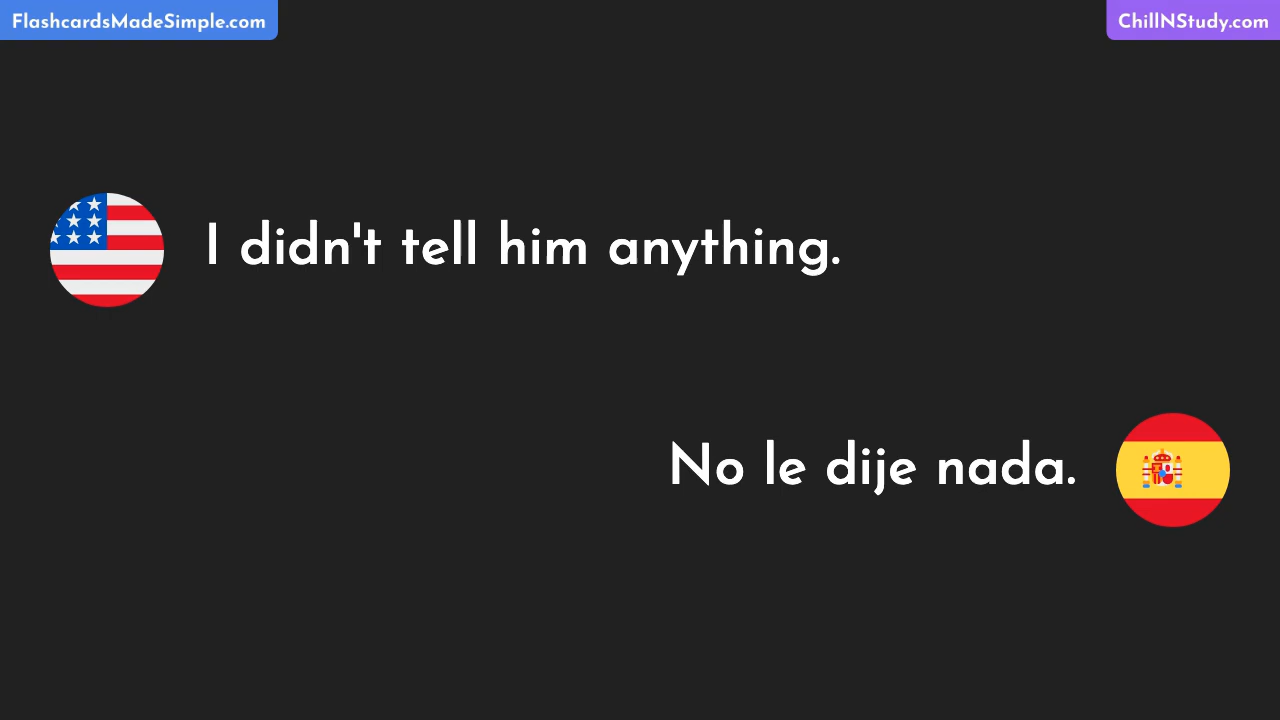 FlashcardsMadeSimple.com
ChillNStudy.com
I didn't tell him anything.
No le dije nada.